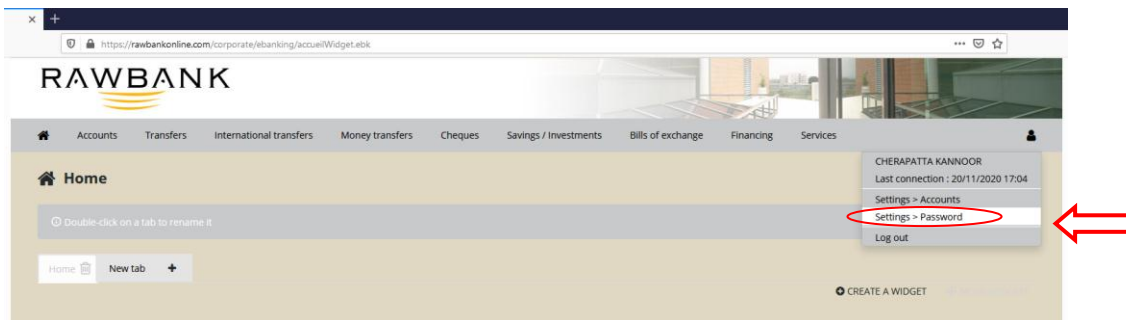 https://rawbankonline.com/corporate/ebanking/accueilWidget.ebk
RAWBANK
Accounts Transfers International transfers Money transfers Cheques Savings / Investments Bills of exchange Financing Services
CHERAPATTA KANNOOR
Last connection : 20/11/2020 17:04
Settings > Accounts
Settings > Password
Log out
Home
Double-click on a tab to rename it
Home New tab +
CREATE A WIDGET